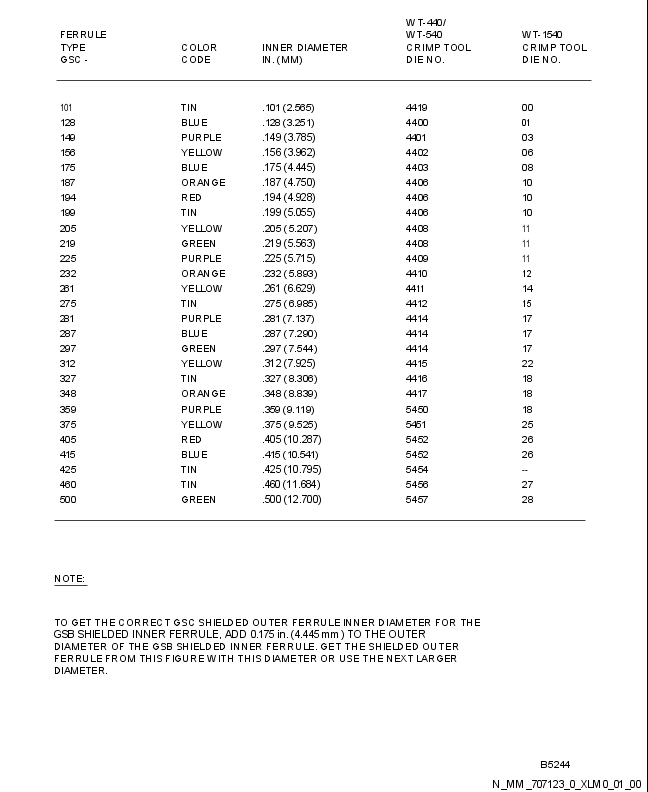 WT-440/
FERRULE WT-540 WT-1540
TYPE COLOR INNER DIAMETER CRIMP TOOL CRIMP TOOL
GSC - CODE IN. (MM) DIE NO. DIE NO.
101 TIN .101 (2.565) 4419 00
128 BLUE .128 (3.251) 4400 01
149 PURPLE .149 (3.785) 4401 03
156 YELLOW .156 (3.962) 4402 06
175 BLUE .175 (4.445) 4403 08
187 ORANGE .187 (4.750) 4406 10
194 RED .194 (4.928) 4406 10
199 TIN .199 (5.055) 4406 10
205 YELLOW .205 (5.207) 4408 11
219 GREEN .219 (5.563) 4408 11
225 PURPLE .225 (5.715) 4409 11
232 ORANGE .232 (5.893) 4410 12
261 YELLOW .261 (6.629) 4411 14
275 TIN .275 (6.985) 4412 15
281 PURPLE .281 (7.137) 4414 17
287 BLUE .287 (7.290) 4414 17
297 GREEN .297 (7.544) 4414 17
312 YELLOW .312 (7.925) 4415 22
327 TIN .327 (8.306) 4416 18
348 ORANGE .348 (8.839) 4417 18
359 PURPLE .359 (9.119) 5450 18
375 YELLOW .375 (9.525) 5451 25
405 RED .405 (10.287) 5452 26
415 BLUE .415 (10.541) 5452 26
425 TIN .425 (10.795) 5454 --
460 TIN .460 (11.684) 5456 27
500 GREEN .500 (12.700) 5457 28
NOTE:
TO GET THE CORRECT GSC SHIELDED OUTER FERRULE INNER DIAMETER FOR THE
GSB SHIELDED INNER FERRULE, ADD 0.175 in. (4.445 mm) TO THE OUTER
DIAMETER OF THE GSB SHIELDED INNER FERRULE. GET THE SHIELDED OUTER
FERRULE FROM THIS FIGURE WITH THIS DIAMETER OR USE THE NEXT LARGER
DIAMETER.
B5244
N_MM_707123_0_XLM0_01_00